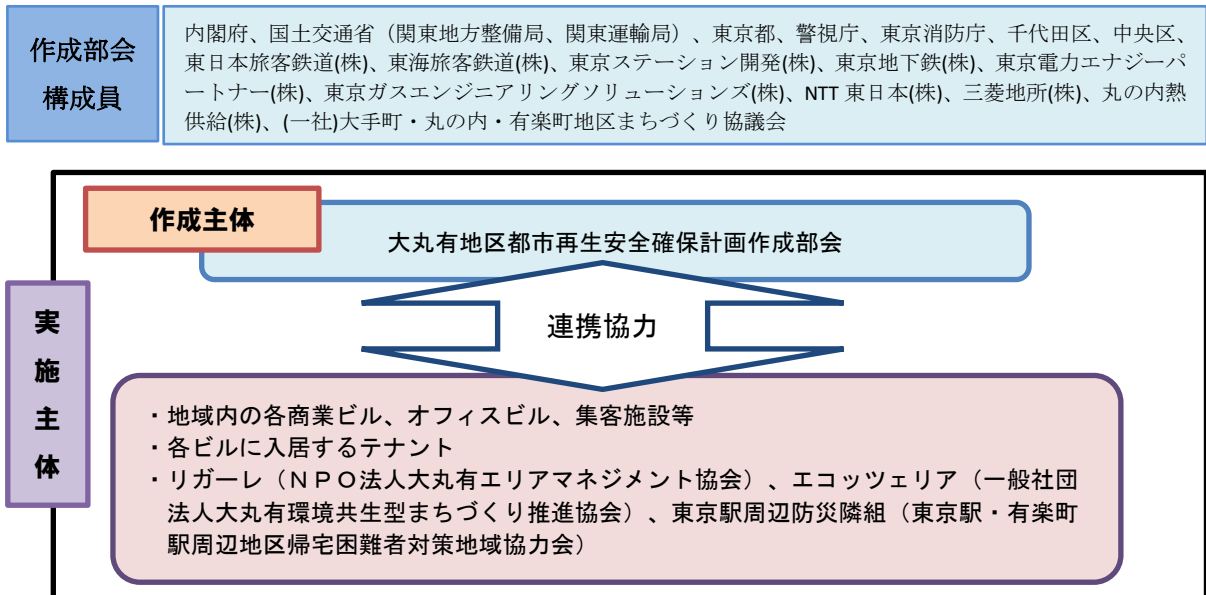 作成部会
構成員
内閣府、国土交通省（関東地方整備局、関東運輸局）、東京都、警視庁、東京消防庁、千代田区、中央区、
東日本旅客鉄道(株)、東海旅客鉄道(株)、東京ステーション開発(株)、東京地下鉄(株)、東京電力エナジーパ
ートナー(株)、東京ガスエンジニアリングソリューションズ(株)、NTT 東日本(株)、三菱地所(株)、丸の内熱
供給(株)、(一社)大手町・丸の内・有楽町地区まちづくり協議会
作成主体
大丸有地区都市再生安全確保計画作成部会
連携協力
実
施
主
体
・地域内の各商業ビル、オフィスビル、集客施設等
・各ビルに入居するテナント
・リガーレ（ＮＰＯ法人大丸有エリアマネジメント協会）、エコッツェリア（一般社団
法人大丸有環境共生型まちづくり推進協会）、東京駅周辺防災隣組（東京駅・有楽町
駅周辺地区帰宅困難者対策地域協力会）